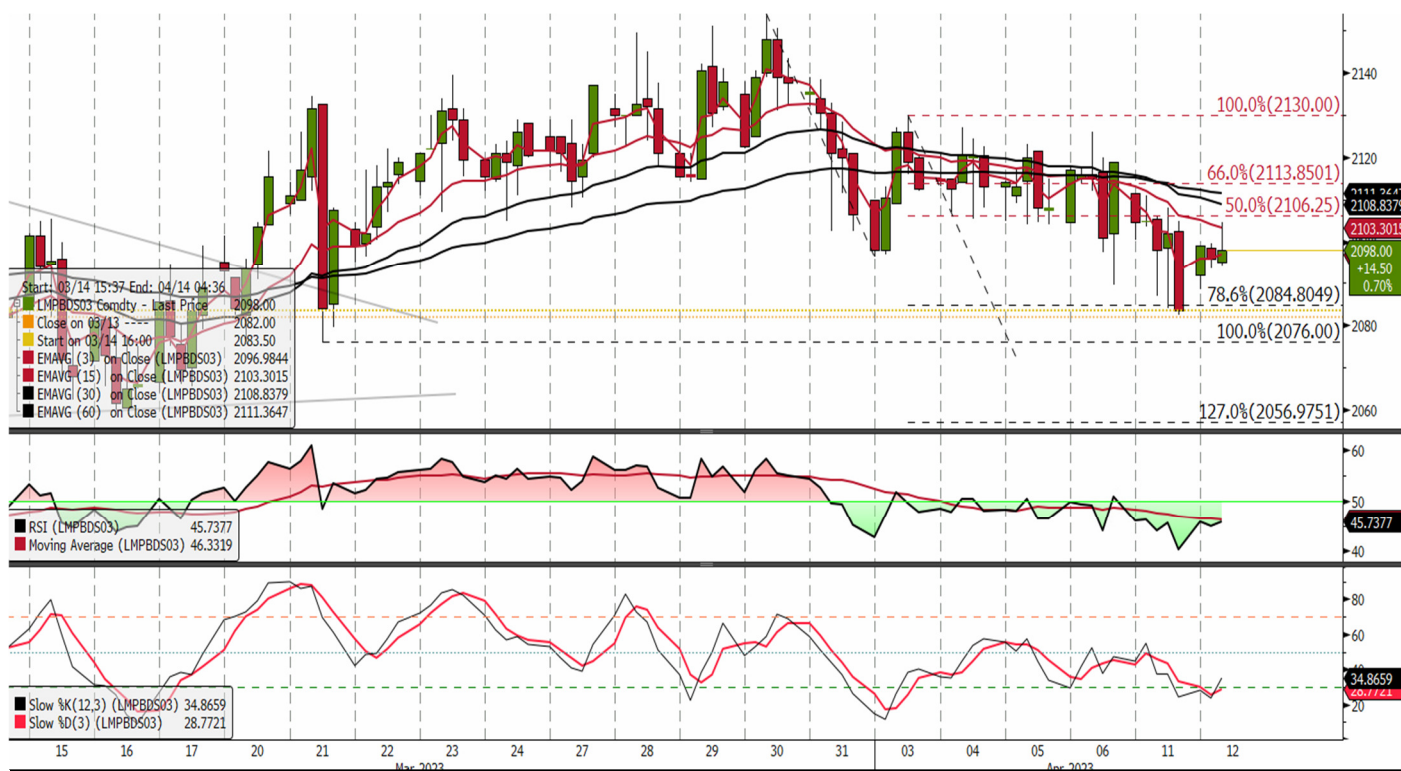 2140
2120
2080
2060
100.0%(2130.00)
66.0%(2113.8501)
50.0%(2106.25)
78.6%(2084.8049)
100.0%(2076.00)
127.0%(2056.9751)
2111.3647
2108.8379
2103.3015
2098.00
+14.50
0.70%
Start: 03/14 15:37 End: 04/14 04:36
LMPBDS03 Comdty - Last Price 2098.00
Close on 03/13 ---- 2082.00
Start on 03/14 16:00 2083.50
EMAVG (3) on Close (LMPBDS03) 2096.9844
EMAVG (15) on Close (LMPBDS03) 2103.3015
EMAVG (30) on Close (LMPBDS03) 2108.8379
EMAVG (60) on Close (LMPBDS03) 2111.3647
60
50
40
45.7377
RSI (LMPBDS03) 45.7377
Moving Average (LMPBDS03) 46.3319
80
60
40
20
34.8659
28.7721
Slow %K(12,3) (LMPBDS03) 34.8659
Slow %D(3) (LMPBDS03) 28.7721
15 16 17 20 21 22 23 24 27 28 29 30 31 03 04 05 06 11 12
Mar 2023 Apr 2023